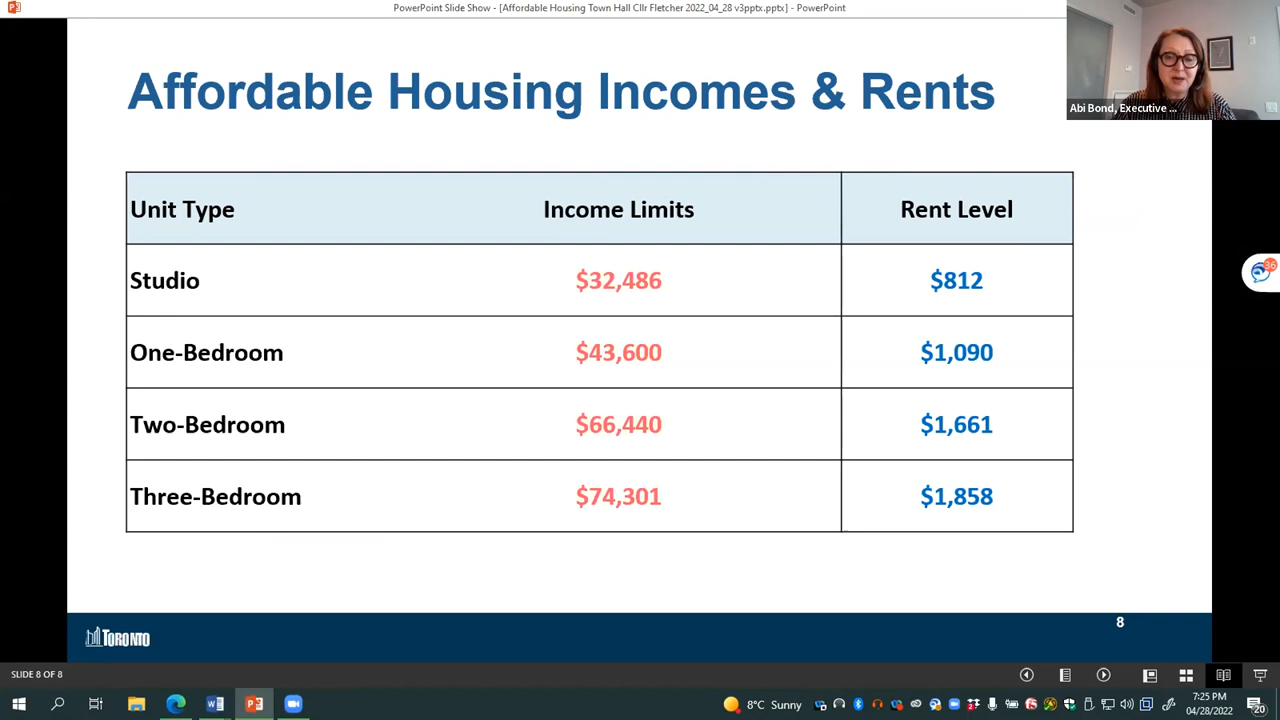 PowerPoint Slide Show - [Affordable Housing Town Hall Cllr Fletcher 2022_04_28 v3pptx.pptx] - PowerPoint
Affordable Housing Incomes & Rents
Abi Bond, Executive ...
Unit Type Income Limits Rent Level
Studio $32,486 $812
One-Bedroom $43,600 $1,090
Two-Bedroom $66,440 $1,661
Three-Bedroom $74,301 $1,858
36
8
TORONTO
SLIDE 8 OF 8
8°C Sunny
7:25 PM
04/28/2022
20